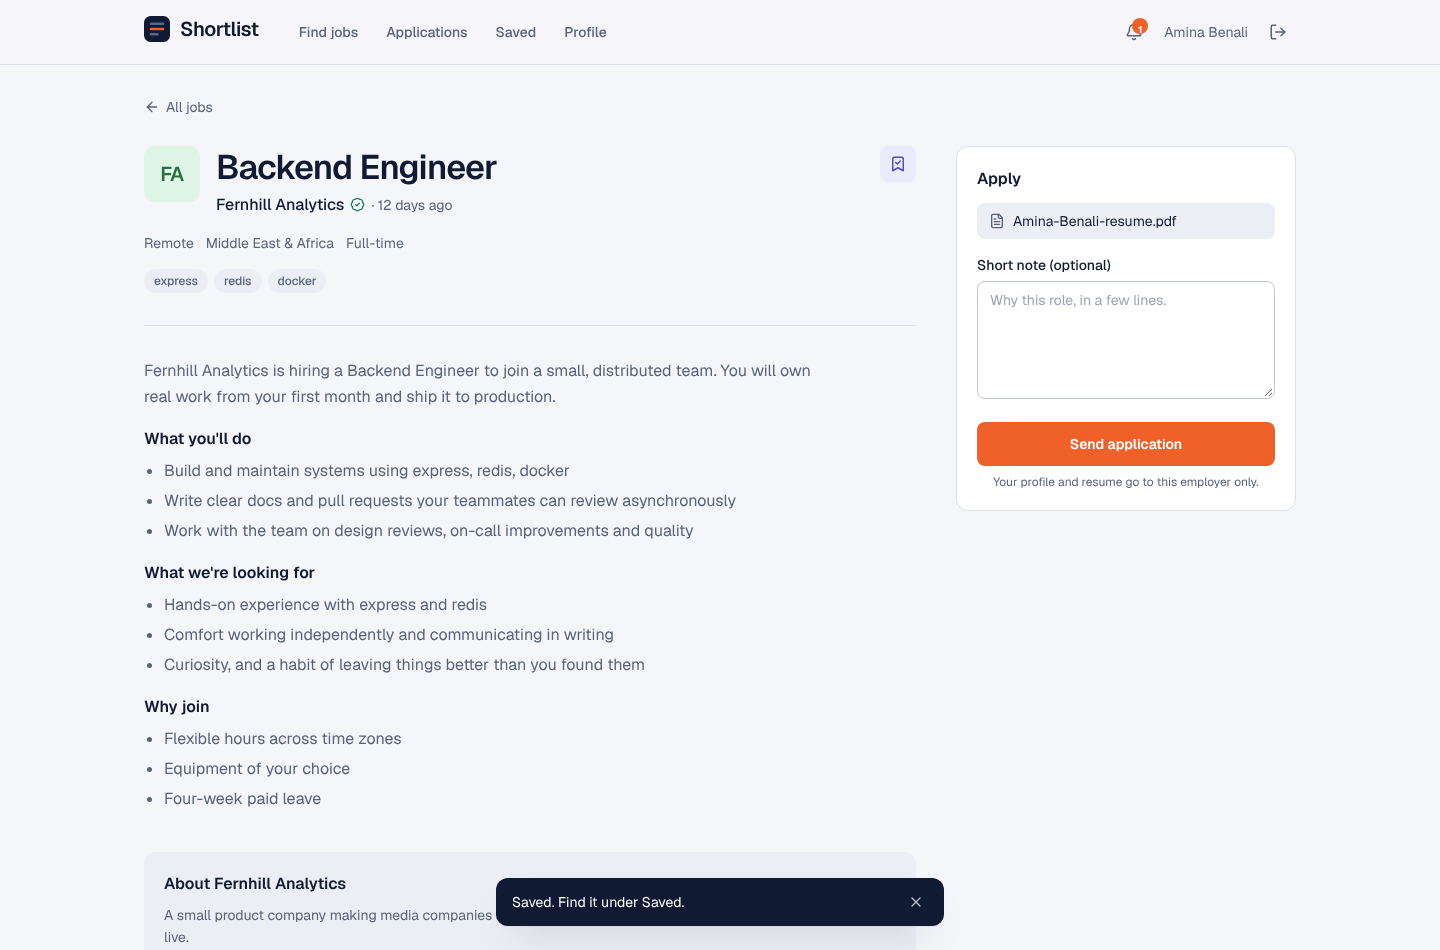 Shortlist
Find jobs
Applications
Saved
Profile
1
Amina Benali
All jobs
FA
Backend Engineer
Fernhill Analytics · 12 days ago
Remote Middle East & Africa Full-time
express redis docker
Fernhill Analytics is hiring a Backend Engineer to join a small, distributed team. You will own
real work from your first month and ship it to production.
What you'll do
• Build and maintain systems using express, redis, docker
• Write clear docs and pull requests your teammates can review asynchronously
• Work with the team on design reviews, on-call improvements and quality
What we're looking for
• Hands-on experience with express and redis
• Comfort working independently and communicating in writing
• Curiosity, and a habit of leaving things better than you found them
Why join
• Flexible hours across time zones
• Equipment of your choice
• Four-week paid leave
About Fernhill Analytics
A small product company making media companies
live.
Apply
Amina-Benali-resume.pdf
Short note (optional)
Why this role, in a few lines.
Send application
Your profile and resume go to this employer only.
Saved. Find it under Saved.